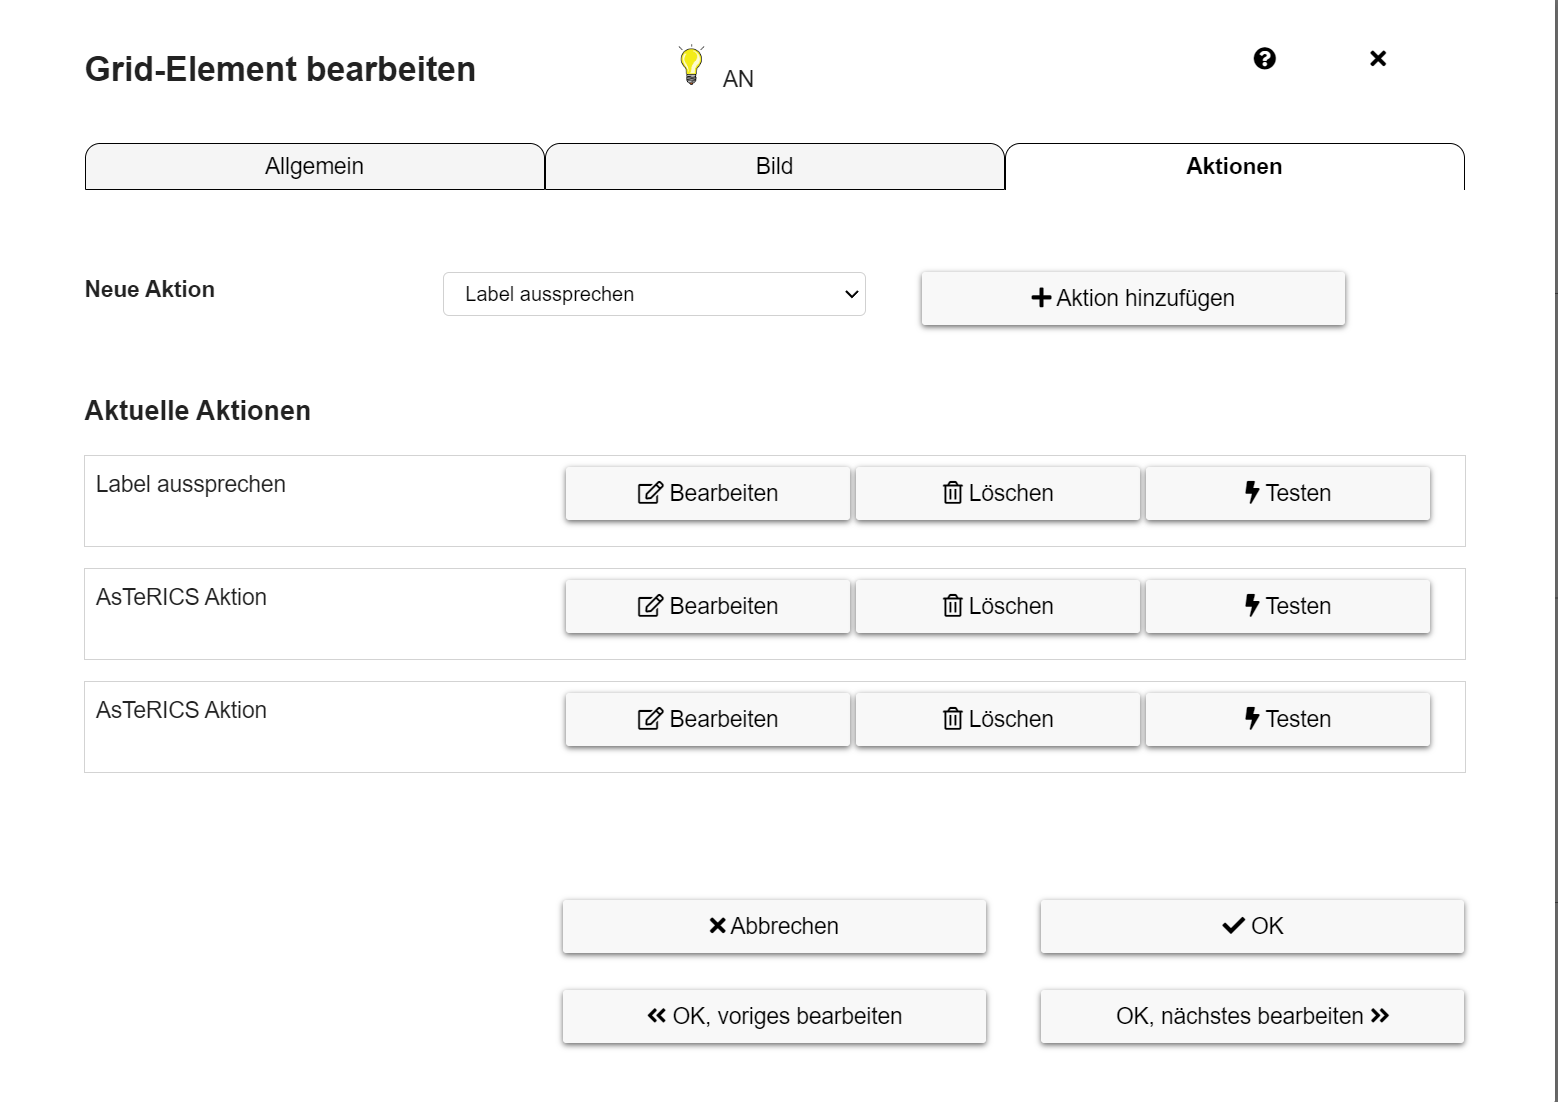 Grid-Element bearbeiten
AN
Allgemein
Bild
Aktionen
Neue Aktion
Label aussprechen
Aktion hinzufügen
Aktuelle Aktionen
Label aussprechen
Bearbeiten
Löschen
Testen
AsTeRICS Aktion
Bearbeiten
Löschen
Testen
AsTeRICS Aktion
Bearbeiten
Löschen
Testen
Abbrechen
OK
OK, voriges bearbeiten
OK, nächstes bearbeiten